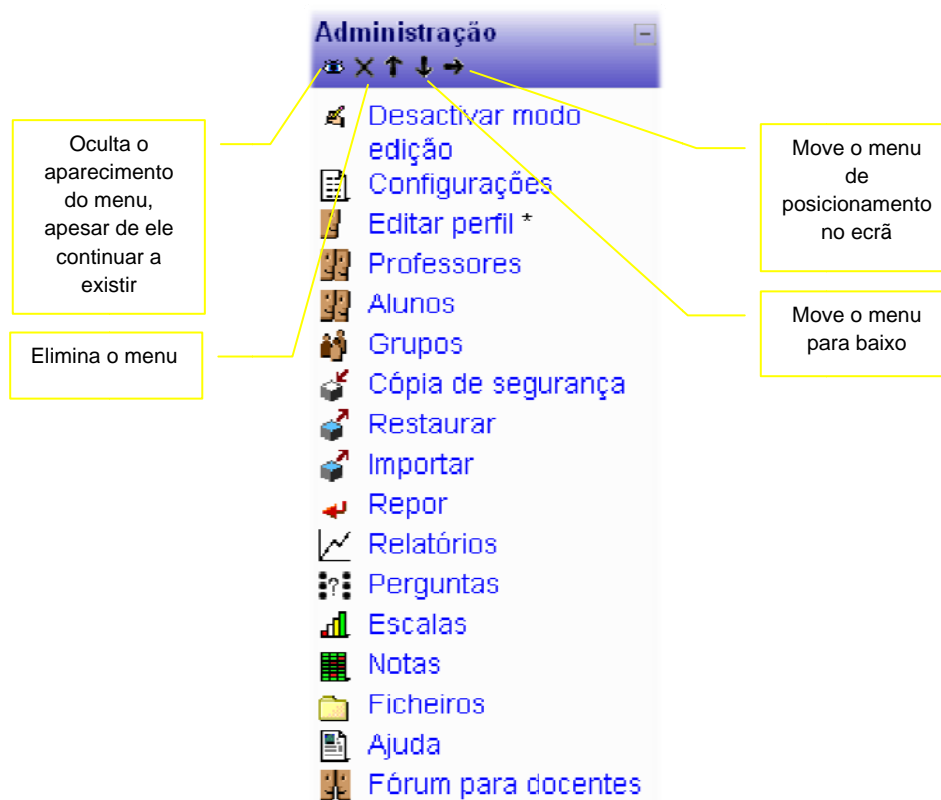 Administração
Desactivar modo
edição
Configurações
Editar perfil *
Professores
Alunos
Grupos
Cópia de segurança
Restaurar
Importar
Repor
Relatórios
Perguntas
Escalas
Notas
Ficheiros
Ajuda
Fórum para docentes
Oculta o
aparecimento
do menu,
apesar de ele
continuar a
existir
Elimina o menu
Move o menu
de
posicionamento
no ecrã
Move o menu
para baixo